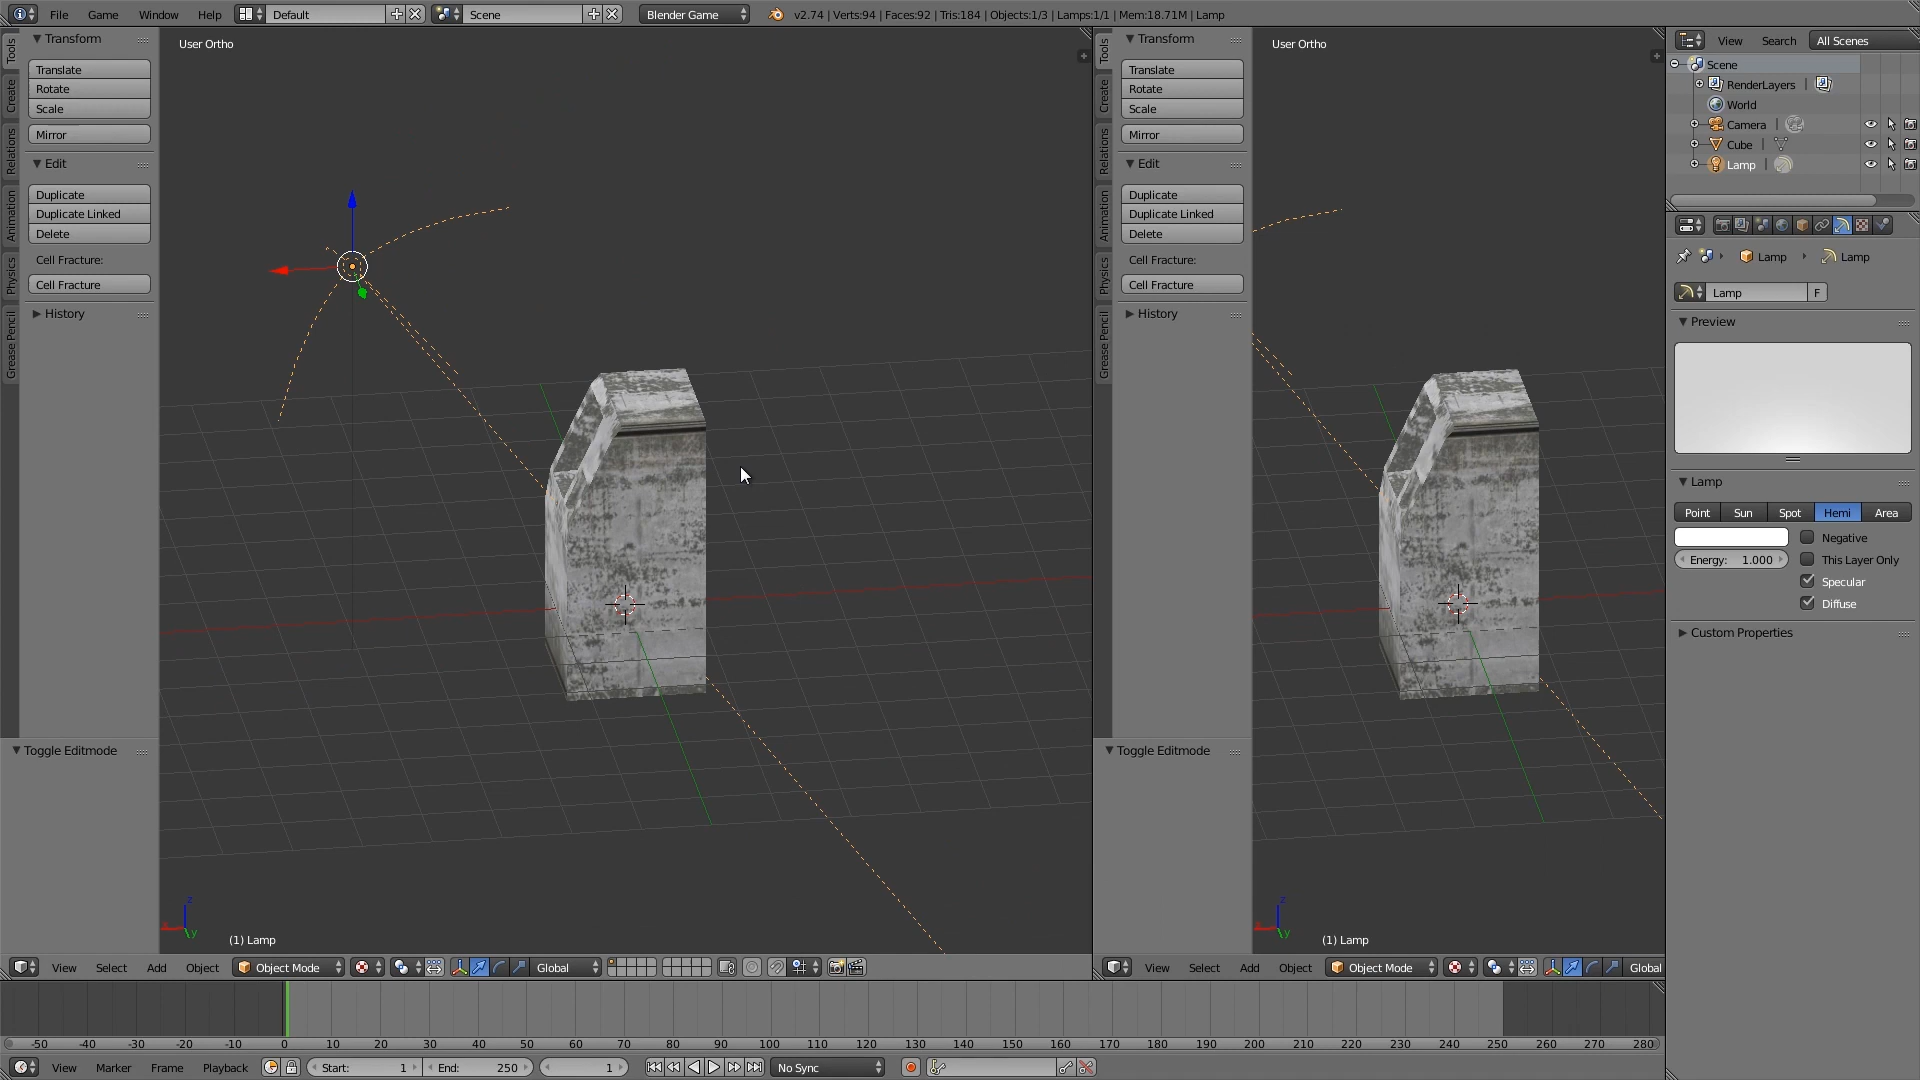 File Game Window Help Default Scene Blender Game v2.74 | Verts:94 | Faces:92 | Tris:184 | Objects:1/3 | Lamps:1/1 | Mem:18.71M | Lamp
Tools
Create
Relations
Animation
Physics
Grease Pencil
Transform
Translate
Rotate
Scale
Mirror
Edit
Duplicate
Duplicate Linked
Delete
Cell Fracture:
Cell Fracture
History
Toggle Editmode
User Ortho
z
y
(1) Lamp
View Select Add Object Object Mode Global
Tools
Create
Relations
Animation
Physics
Grease Pencil
Transform
Translate
Rotate
Scale
Mirror
Edit
Duplicate
Duplicate Linked
Delete
Cell Fracture:
Cell Fracture
History
Toggle Editmode
User Ortho
z
y
(1) Lamp
View Select Add Object Object Mode Global
View Search All Scenes
Scene
RenderLayers |
World
Camera |
Cube |
Lamp |
Lamp Lamp
Lamp F
Preview
Lamp
Point Sun Spot Hemi Area
Negative
Energy: 1.000 This Layer Only
Specular
Diffuse
Custom Properties
-50 -40 -30 -20 -10 0 10 20 30 40 50 60 70 80 90 100 110 120 130 140 150 160 170 180 190 200 210 220 230 240 250 260 270 280
View Marker Frame Playback Start: 1 End: 250 1 No Sync